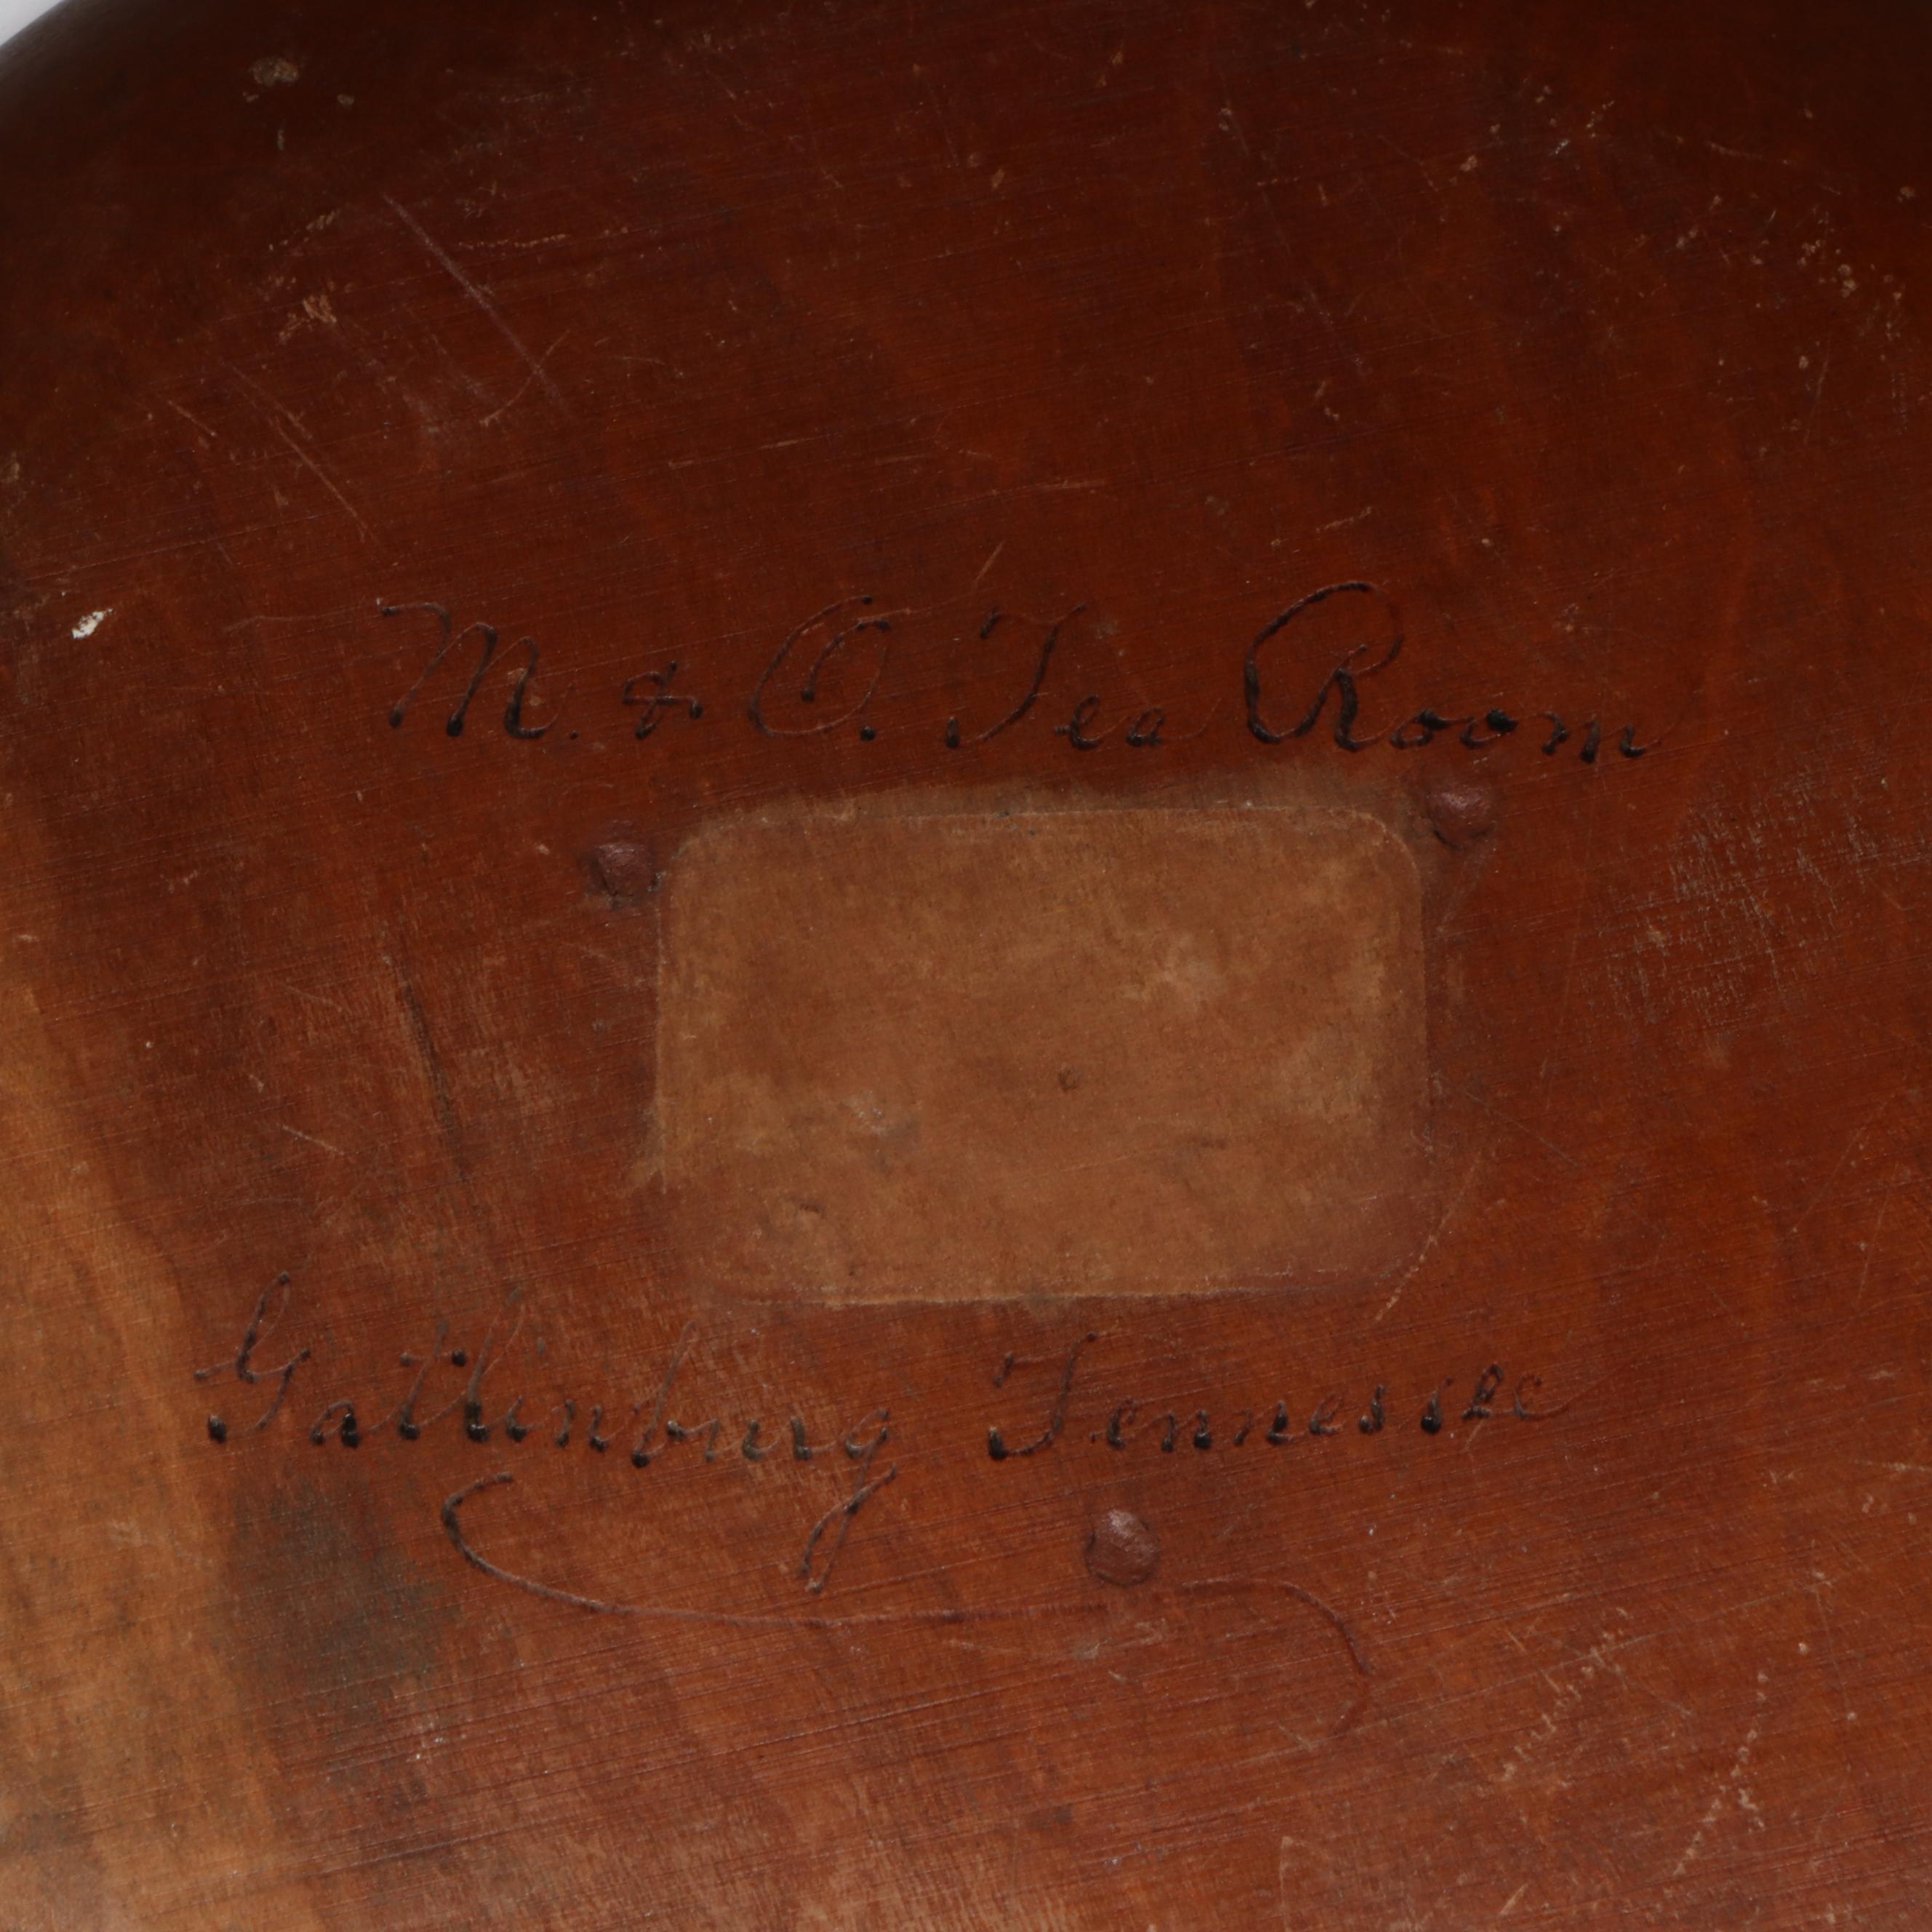 M. & O. Tea Room
Gatlinburg Tennessee